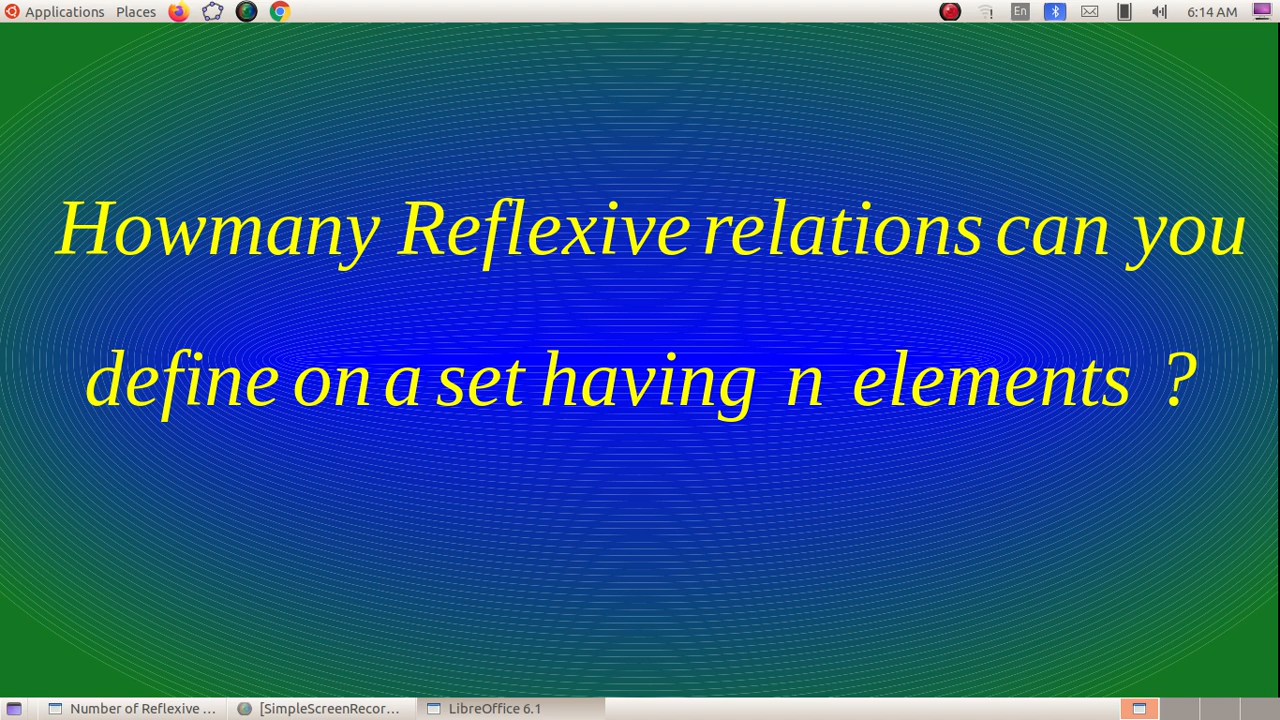 Applications Places En 6:14 AM
Howmany Reflexive relations can you
define on a set having n elements ?
Number of Reflexive ... [SimpleScreenRecor... LibreOffice 6.1